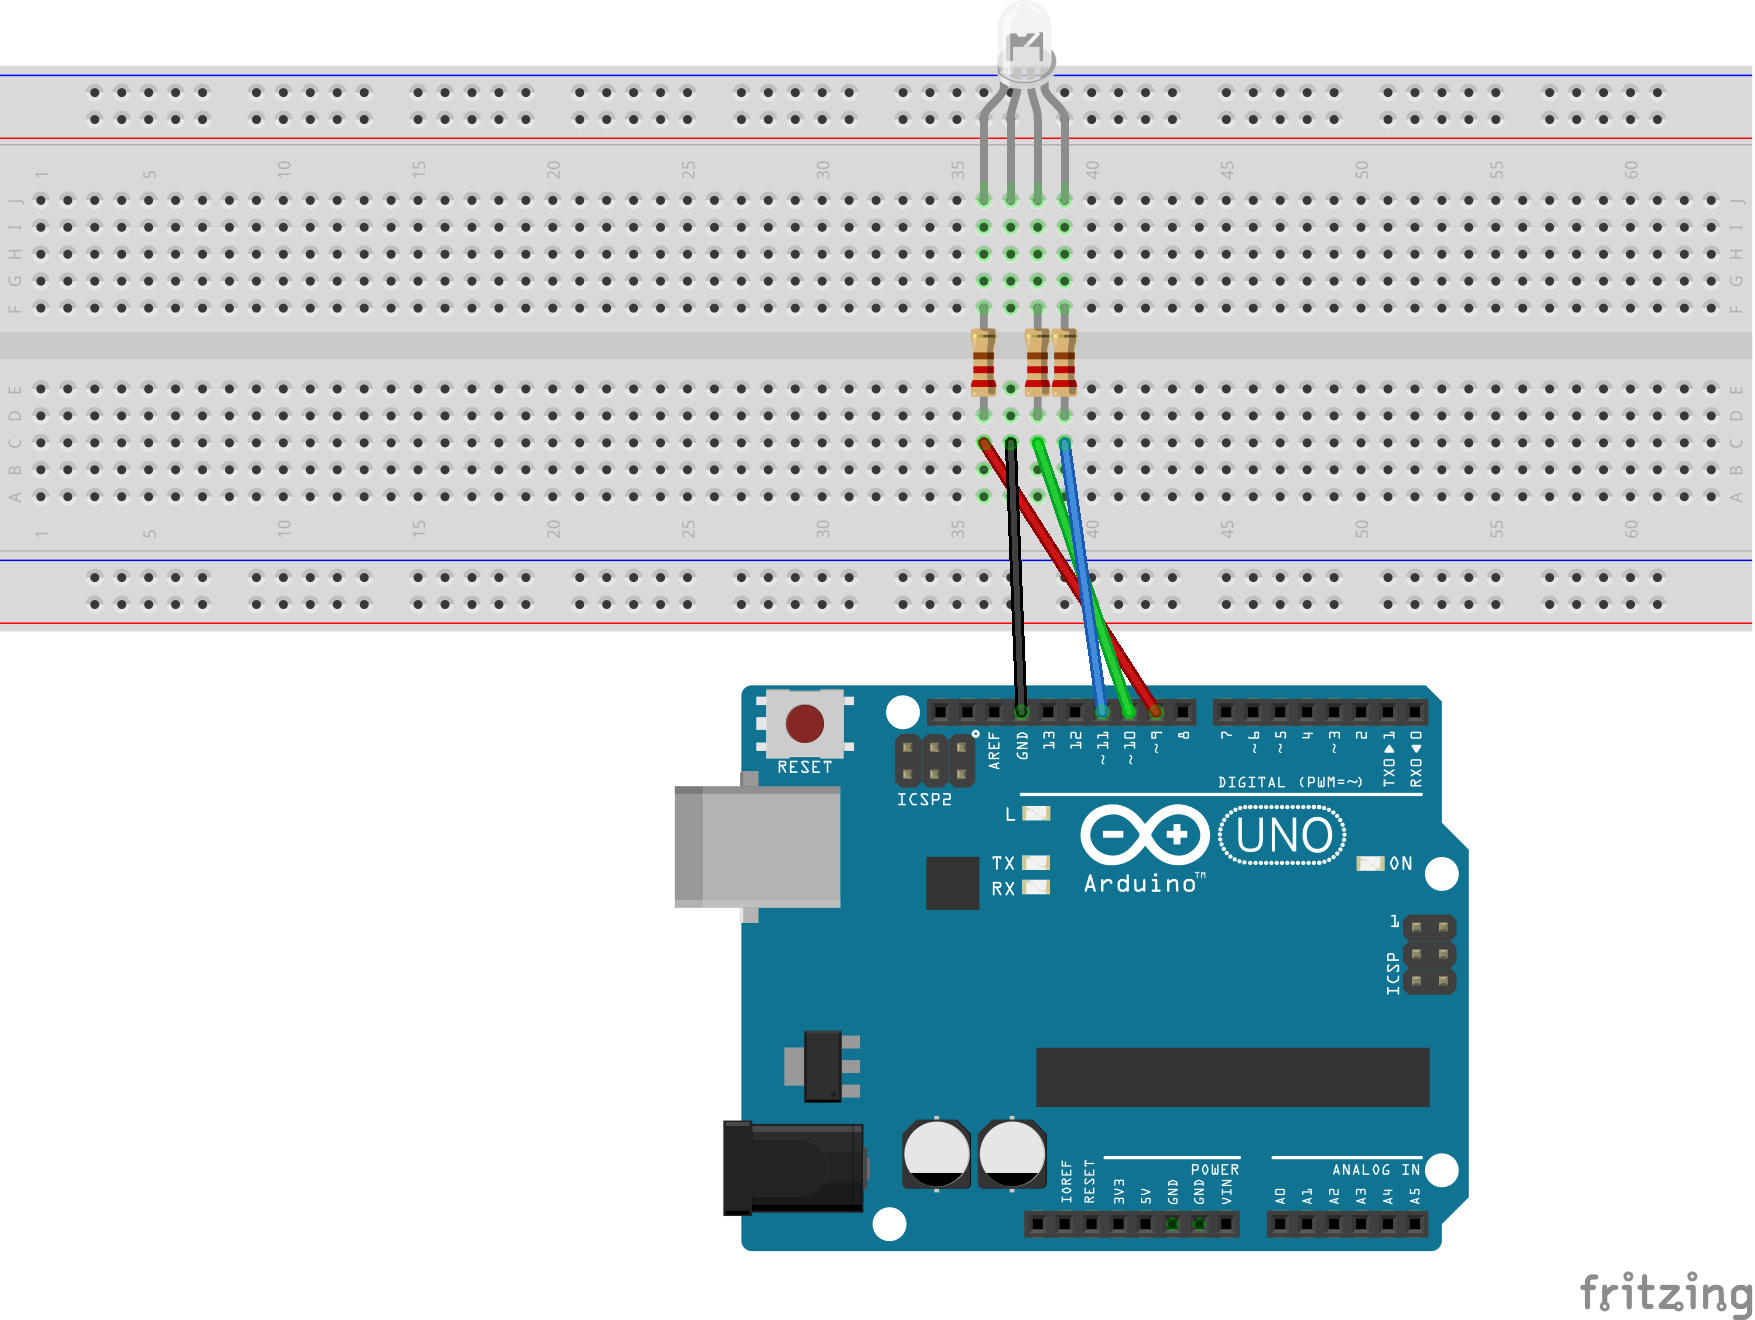 1 5 10 15 20 25 30 35 40 45 50 55 60
J J
I I
H H
G G
F F
E E
D D
C C
B B
A A
1 5 10 15 20 25 30 35 40 45 50 55 60
RESET
AREF GND 13 12 ~11 ~10 ~9 8 7 ~6 ~5 4 ~3 2 TX0▶1 RX0◀0
DIGITAL (PWM=~)
ICSP2
L
TX
RX
UNO
Arduino™
ON
1
ICSP
POWER
ANALOG IN
IOREF RESET 3V3 5V GND GND VIN A0 A1 A2 A3 A4 A5
fritzing